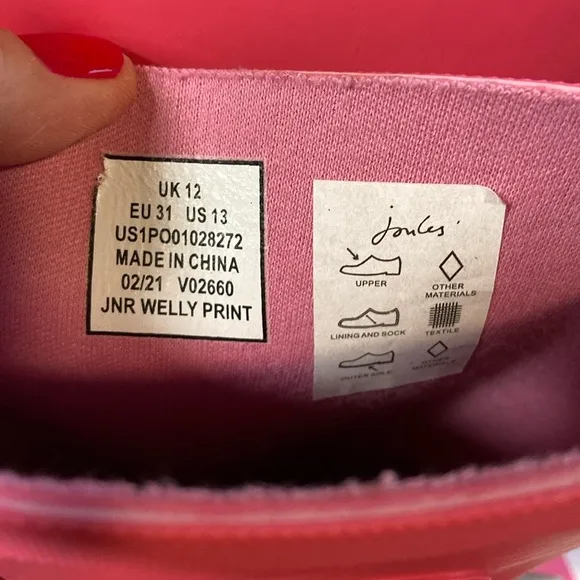 UK 12
EU 31 US 13
US1PO01028272
MADE IN CHINA
02/21 V02660
JNR WELLY PRINT
Joules
UPPER
OTHER MATERIALS
LINING AND SOCK
TEXTILE
OUTER SOLE
OTHER MATERIALS